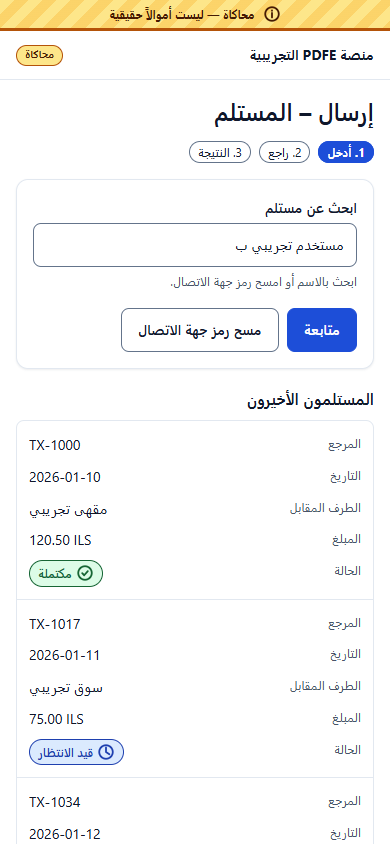 محاكاة — ليست أموالاً حقيقية
منصة PDFE التجريبية
محاكاة
إرسال – المستلم
1. أدخل
2. راجع
3. النتيجة
ابحث عن مستلم
مستخدم تجريبي ب
ابحث بالاسم أو امسح رمز جهة الاتصال.
متابعة
مسح رمز جهة الاتصال
المستلمون الأخيرون
المرجع TX-1000
التاريخ 2026-01-10
الطرف المقابل مقهى تجريبي
المبلغ 120.50 ILS
الحالة مكتملة
المرجع TX-1017
التاريخ 2026-01-11
الطرف المقابل سوق تجريبي
المبلغ 75.00 ILS
الحالة قيد الانتظار
المرجع TX-1034
التاريخ 2026-01-12